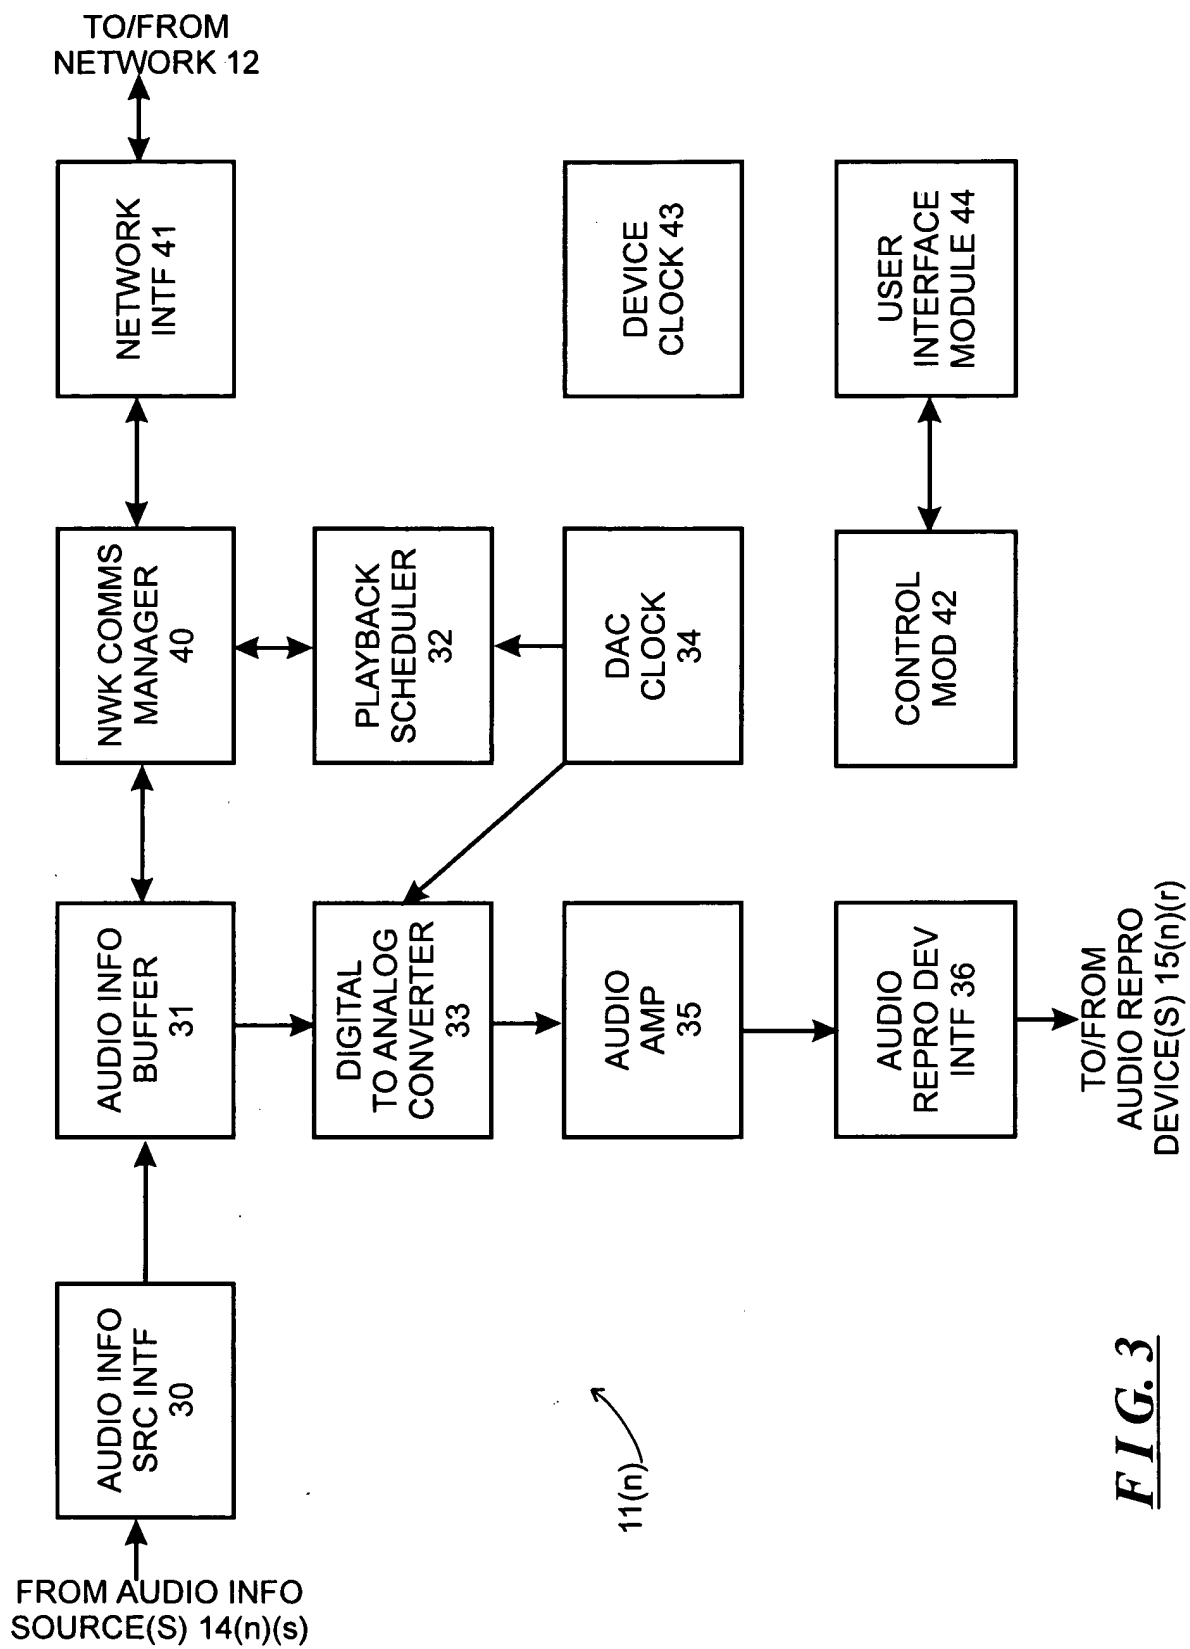 TO/FROM
NETWORK 12
NETWORK
INTF 41
NWK COMMS
MANAGER
40
AUDIO INFO
BUFFER
31
AUDIO INFO
SRC INTF
30
FROM AUDIO INFO
SOURCE(S) 14(n)(s)
PLAYBACK
SCHEDULER
32
DIGITAL
TO ANALOG
CONVERTER
33
DEVICE
CLOCK 43
DAC
CLOCK
34
AUDIO
AMP
35
USER
INTERFACE
MODULE 44
CONTROL
MOD 42
AUDIO
REPRO DEV
INTF 36
TO/FROM
AUDIO REPRO
DEVICE(S) 15(n)(r)
11(n)
FIG. 3